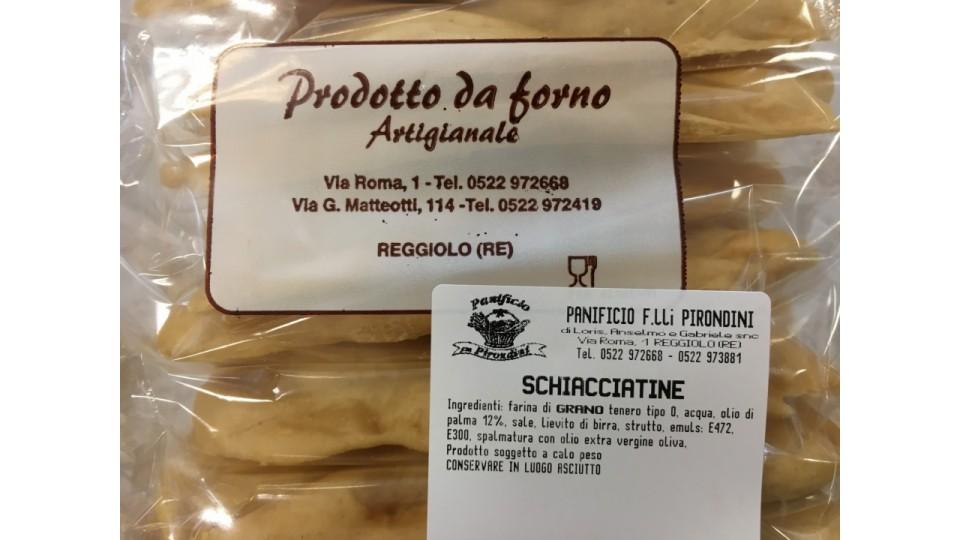 Prodotto da forno
Artigianale
Via Roma, 1 - Tel. 0522 972668
Via G. Matteotti, 114 -Tel. 0522 972419
REGGIOLO (RE)
Panificio
F.lli Pirondini
PANIFICIO F.lli PIRONDINI
di Loris, Anselmo e Gabriele snc
Via Roma, 1 REGGIOLO (RE)
Tel. 0522 972668 - 0522 973881
SCHIACCIATINE
Ingredienti: farina di GRANO tenero tipo 0, acqua, olio di
palma 12%, sale, lievito di birra, strutto, emuls: E472,
E300, spalmatura con olio extra vergine oliva,
Prodotto soggetto a calo peso
CONSERVARE IN LUOGO ASCIUTTO